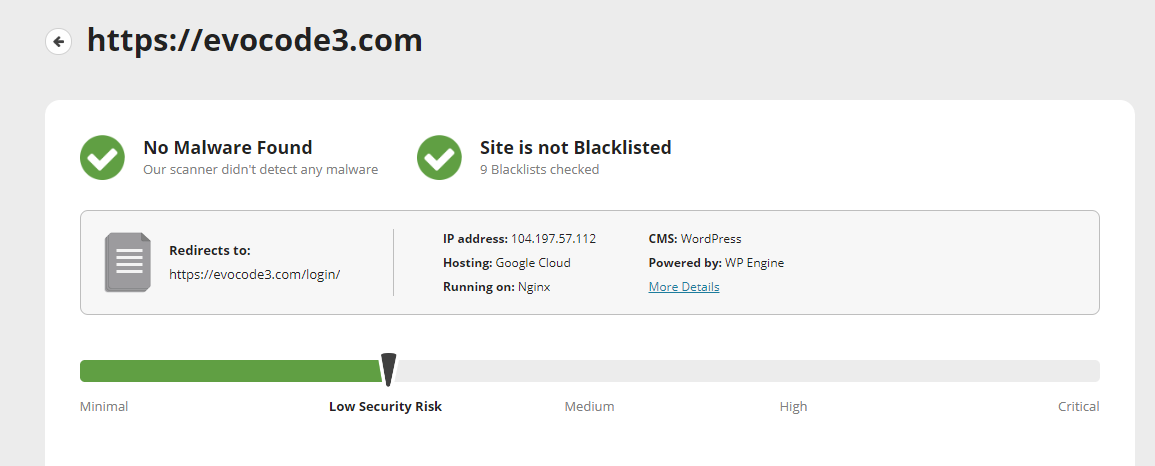 https://evocode3.com
No Malware Found
Our scanner didn't detect any malware
Site is not Blacklisted
9 Blacklists checked
Redirects to:
https://evocode3.com/login/
IP address: 104.197.57.112
Hosting: Google Cloud
Running on: Nginx
CMS: WordPress
Powered by: WP Engine
More Details
Minimal
Low Security Risk
Medium
High
Critical